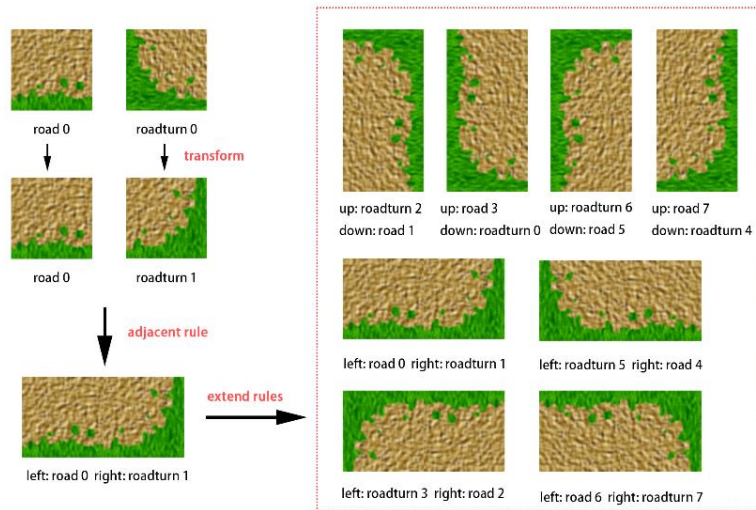 road 0
roadturn 0
transform
road 0
roadturn 1
adjacent rule
left: road 0 right: roadturn 1
extend rules
up: roadturn 2
down: road 1
up: road 3
down: roadturn 0
up: roadturn 6
down: road 5
up: road 7
down: roadturn 4
left: road 0 right: roadturn 1
left: roadturn 5 right: road 4
left: roadturn 3 right: road 2
left: road 6 right: roadturn 7